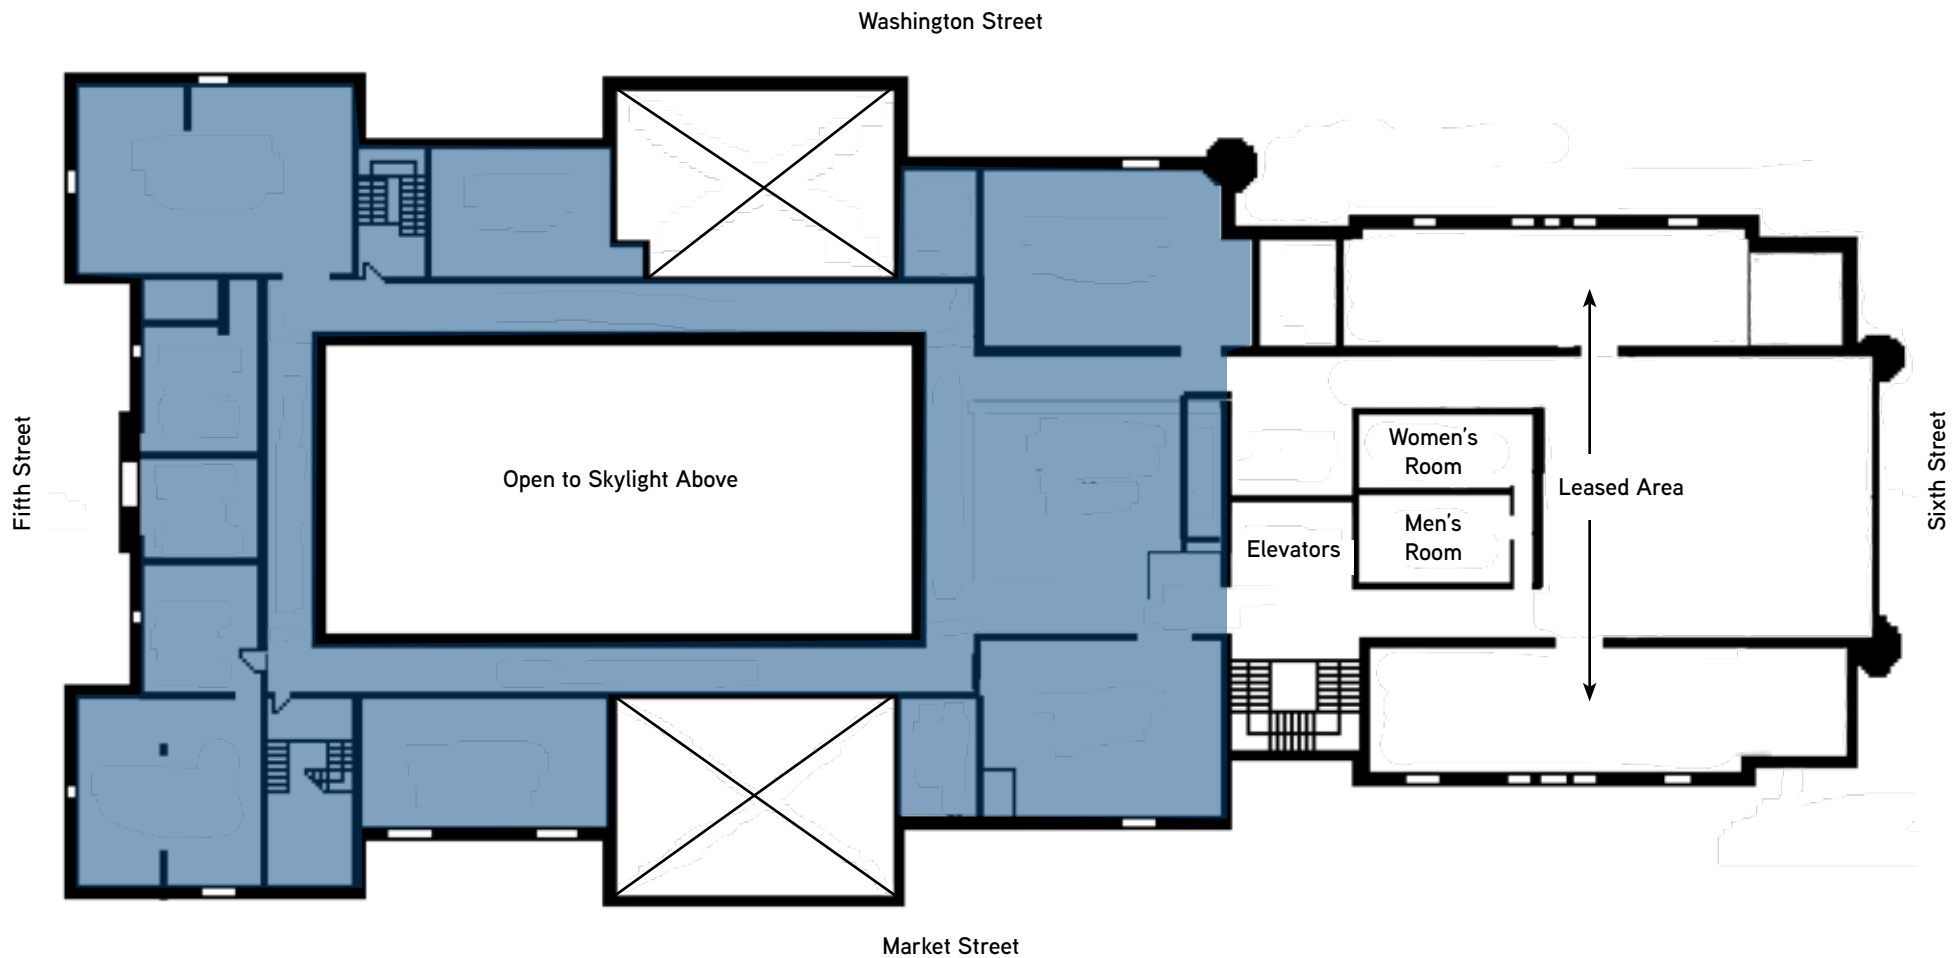 Washington Street
Fifth Street
Open to Skylight Above
Women's
Room
Men's
Room
Elevators
Leased Area
Sixth Street
Market Street